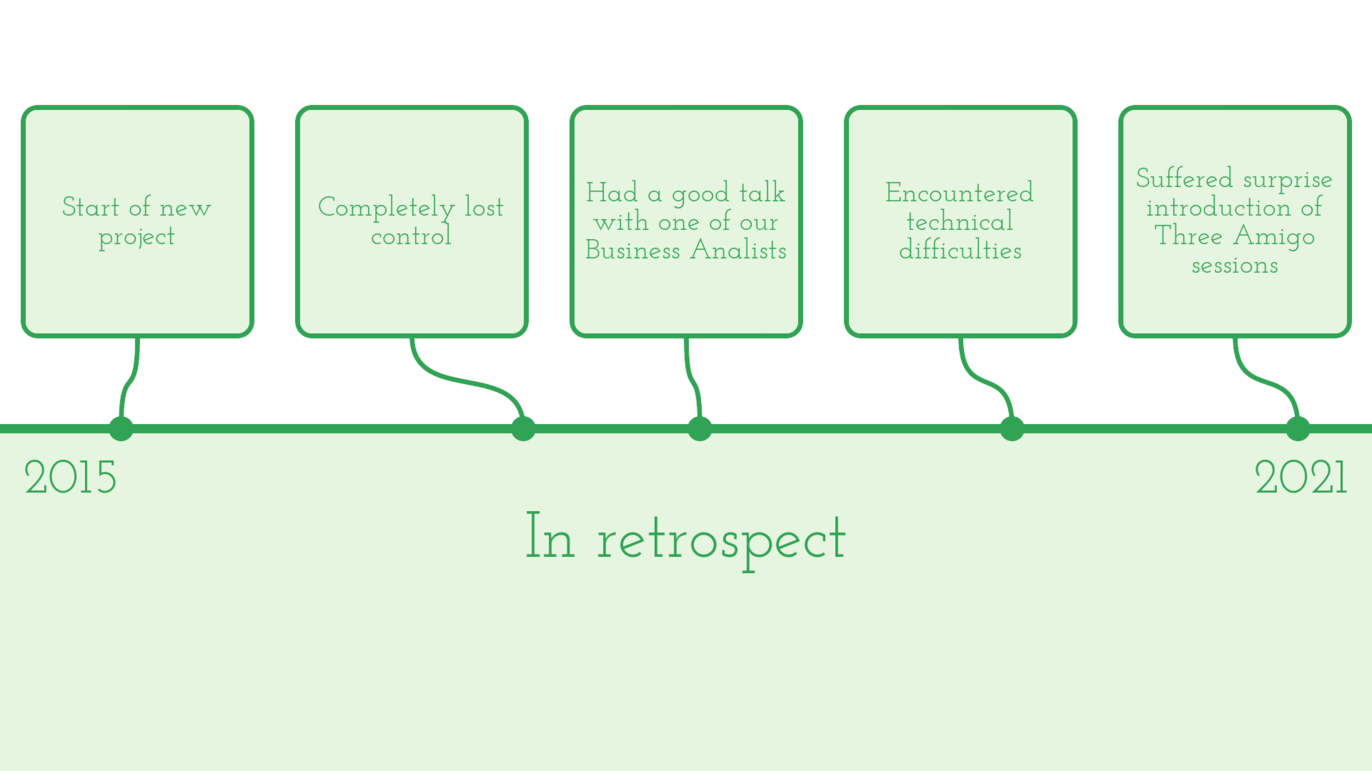 Start of new
project
Completely lost
control
Had a good talk
with one of our
Business Analists
Encountered
technical
difficulties
Suffered surprise
introduction of
Three Amigo
sessions
2015
2021
In retrospect